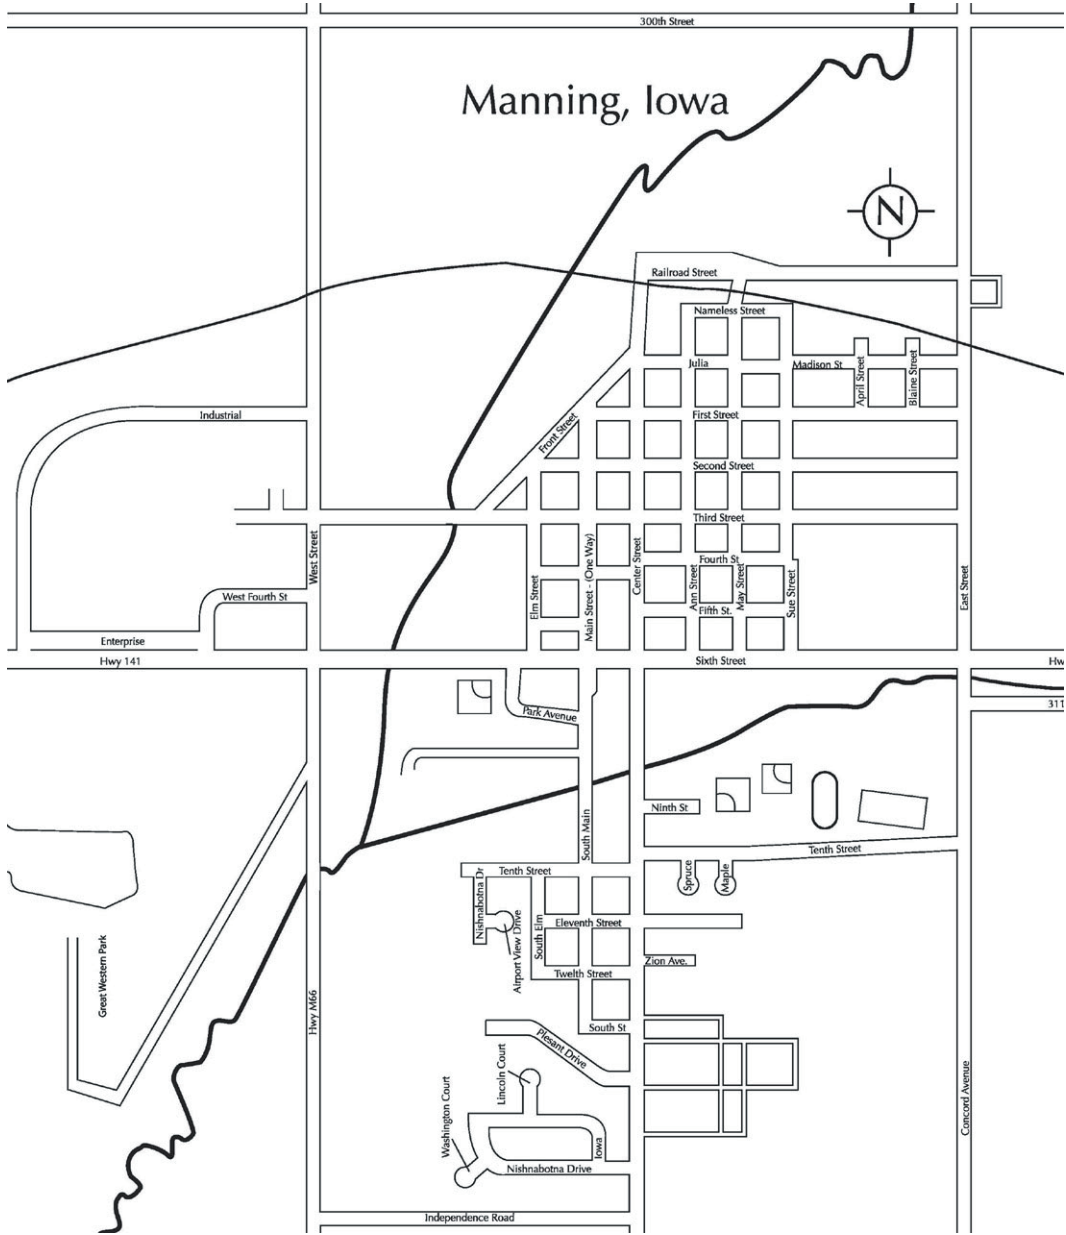 300th Street
Manning, Iowa
N
Railroad Street
Nameless Street
Julia
Madison St
April Street
Blaine Street
Industrial
First Street
Front Street
Second Street
Third Street
West Street
Main Street - (One Way)
Center Street
Fourth St
Elm Street
Ann Street
May Street
Sue Street
East Street
West Fourth St
Fifth St.
Enterprise
Hwy 141
Sixth Street
Hw
311
Park Avenue
Ninth St
South Main
Tenth Street
Tenth Street
Spruce
Maple
Nishnabotna Dr
Airport View Drive
South Elm
Eleventh Street
Zion Ave.
Twelth Street
Great Western Park
Hwy M66
South St
Plesant Drive
Lincoln Court
Washington Court
Concord Avenue
Iowa
Nishnabotna Drive
Independence Road